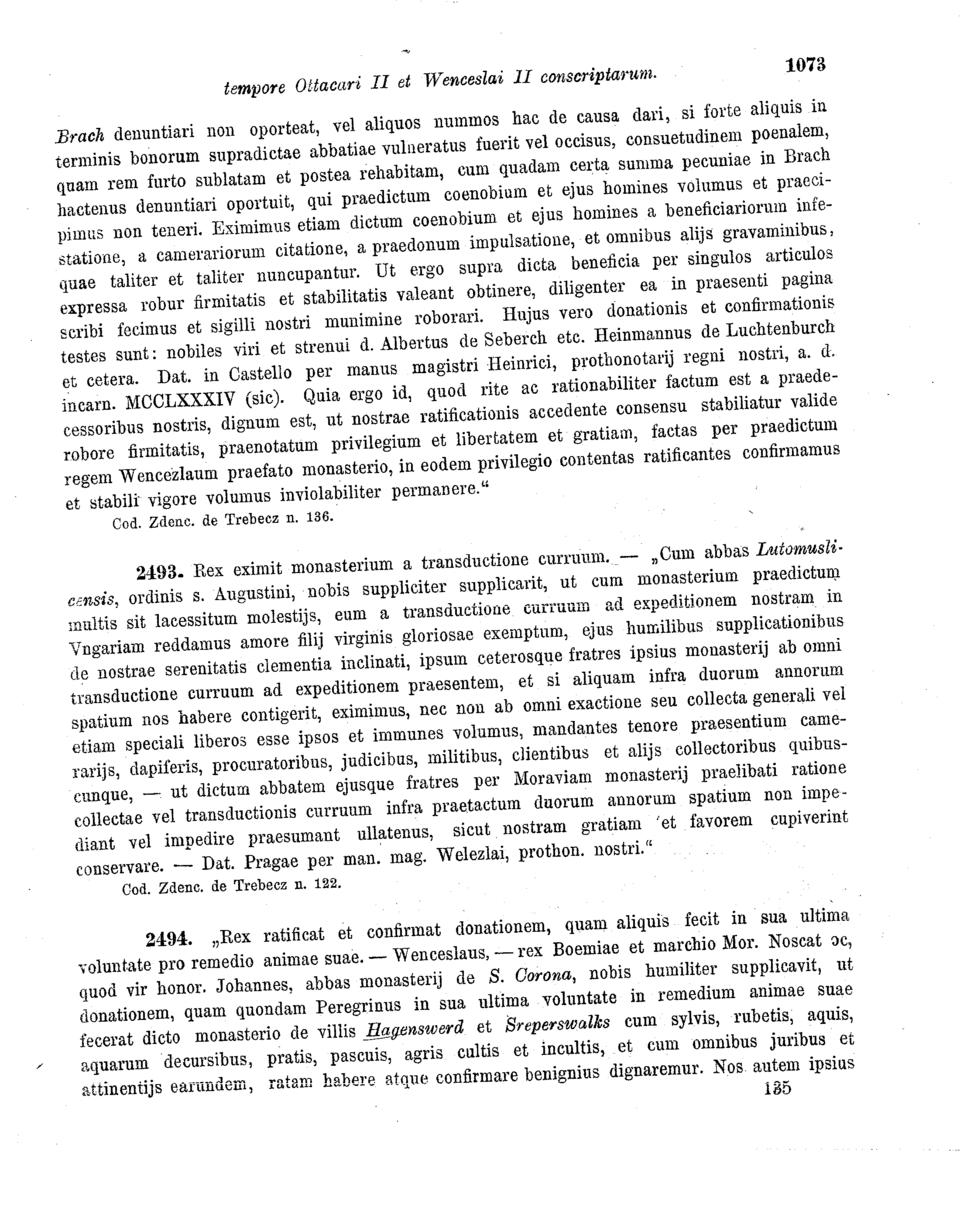 tempore Ottacari II et Wenceslai II conscriptarum.
1073
Brach denuntiari non oporteat, vel aliquos nummos hac de causa dari, si forte aliquis in
terminis bonorum supradictae abbatiae vulneratus fuerit vel occisus, consuetudinem poenalem,
quam rem furto sublatam et postea rehabitam, cum quadam certa summa pecuniae in Brach
hactenus denuntiari oportuit, qui praedictum coenobium et ejus homines volumus et praeci-
pimus non teneri. Eximimus etiam dictum coenobium et ejus homines a beneficiariorum infe-
statione, a camerariorum citatione, a praedonum impulsatione, et omnibus alijs gravaminibus,
quae taliter et taliter nuncupantur. Ut ergo supra dicta beneficia per singulos articulos
expressa robur firmitatis et stabilitatis valeant obtinere, diligenter ea in praesenti pagina
scribi fecimus et sigilli nostri munimine roborari. Hujus vero donationis et confirmationis
testes sunt: nobiles viri et strenui d. Albertus de Seberch etc. Heinmannus de Luchtenburch
et cetera. Dat. in Castello per manus magistri Heinrici, prothonotarij regni nostri, a. d.
incarn. MCCLXXXIV (sic). Quia ergo id, quod rite ac rationabiliter factum est a praede-
cessoribus nostris, dignum est, ut nostrae ratificationis accedente consensu stabiliatur valide
robore firmitatis, praenotatum privilegium et libertatem et gratiam, factas per praedictum
regem Wencezlaum praefato monasterio, in eodem privilegio contentas ratificantes confirmamus
et stabili vigore volumus inviolabiliter permanere.“
Cod. Zdenc. de Trebecz n. 136.
2493. Rex eximit monasterium a transductione curruum. — „Cum abbas Lutomusli-
censis, ordinis s. Augustini, nobis suppliciter supplicarit, ut cum monasterium praedictum
multis sit lacessitum molestijs, eum a transductione curruum ad expeditionem nostram in
Vngariam reddamus amore filij virginis gloriosae exemptum, ejus humilibus supplicationibus
de nostrae serenitatis clementia inclinati, ipsum ceterosque fratres ipsius monasterij ab omni
transductione curruum ad expeditionem praesentem, et si aliquam infra duorum annorum
spatium nos habere contigerit, eximimus, nec non ab omni exactione seu collecta generali vel
etiam speciali liberos esse ipsos et immunes volumus, mandantes tenore praesentium came-
rarijs, dapiferis, procuratoribus, judicibus, militibus, clientibus et alijs collectoribus quibus-
cunque, — ut dictum abbatem ejusque fratres per Moraviam monasterij praelibati ratione
collectae vel transductionis curruum infra praetactum duorum annorum spatium non impe-
diant vel impedire praesumant ullatenus, sicut nostram gratiam et favorem cupiverint
conservare. — Dat. Pragae per man. mag. Welezlai, prothon. nostri.“
Cod. Zdenc. de Trebecz n. 122.
2494. „Rex ratificat et confirmat donationem, quam aliquis fecit in sua ultima
voluntate pro remedio animae suae. — Wenceslaus, — rex Boemiae et marchio Mor. Noscat ɔc,
quod vir honor. Johannes, abbas monasterij de S. Corona, nobis humiliter supplicavit, ut
donationem, quam quondam Peregrinus in sua ultima voluntate in remedium animae suae
fecerat dicto monasterio de villis Hagenswerd et Sreperswalks cum sylvis, rubetis, aquis,
aquarum decursibus, pratis, pascuis, agris cultis et incultis, et cum omnibus juribus et
attinentijs earundem, ratam habere atque confirmare benignius dignaremur. Nos autem ipsius
135